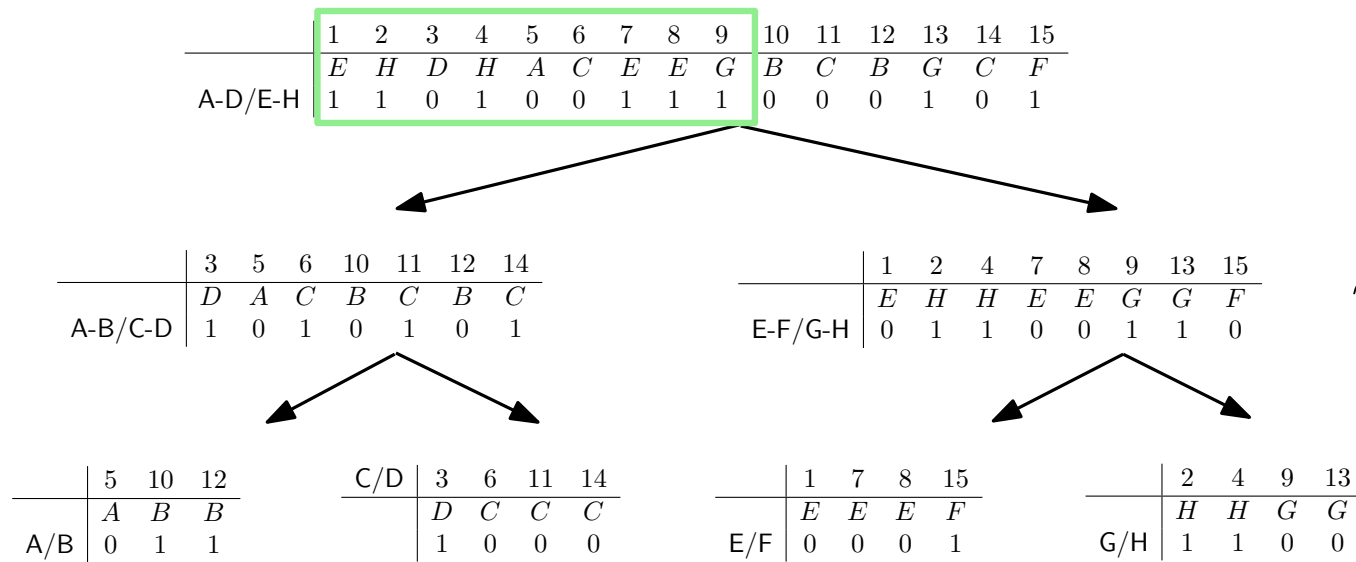 1 2 3 4 5 6 7 8 9 10 11 12 13 14 15
E H D H A C E E G B C B G C F
A-D/E-H 1 1 0 1 0 0 1 1 1 0 0 0 1 0 1
3 5 6 10 11 12 14
D A C B C B C
A-B/C-D 1 0 1 0 1 0 1
1 2 4 7 8 9 13 15
E H H E E G G F
E-F/G-H 0 1 1 0 0 1 1 0
5 10 12
A B B
A/B 0 1 1
C/D 3 6 11 14
D C C C
1 0 0 0
1 7 8 15
E E E F
E/F 0 0 0 1
2 4 9 13
H H G G
G/H 1 1 0 0